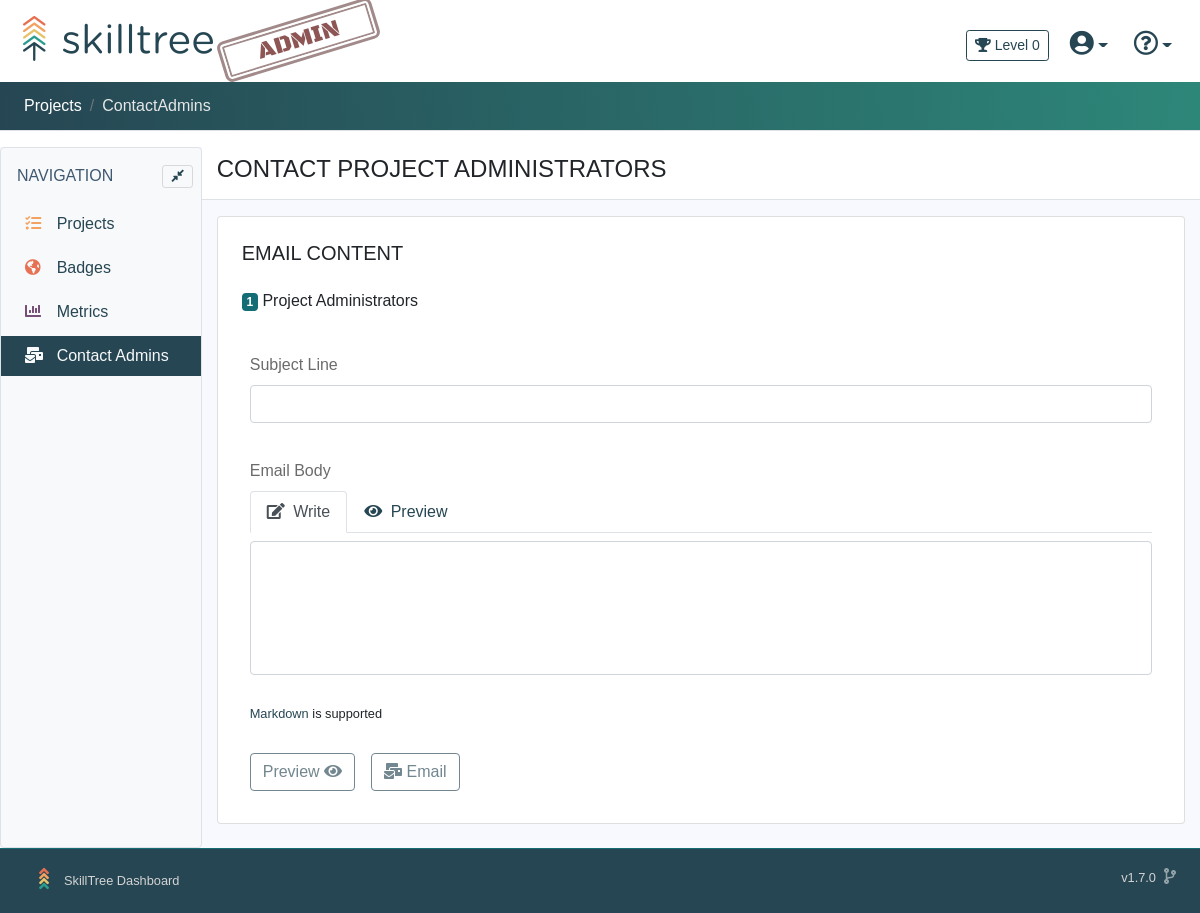 skilltree
ADMIN
Level 0
Projects / ContactAdmins
NAVIGATION
Projects
Badges
Metrics
Contact Admins
CONTACT PROJECT ADMINISTRATORS
EMAIL CONTENT
1 Project Administrators
Subject Line
Email Body
Write
Preview
Markdown is supported
Preview
Email
SkillTree Dashboard
v1.7.0